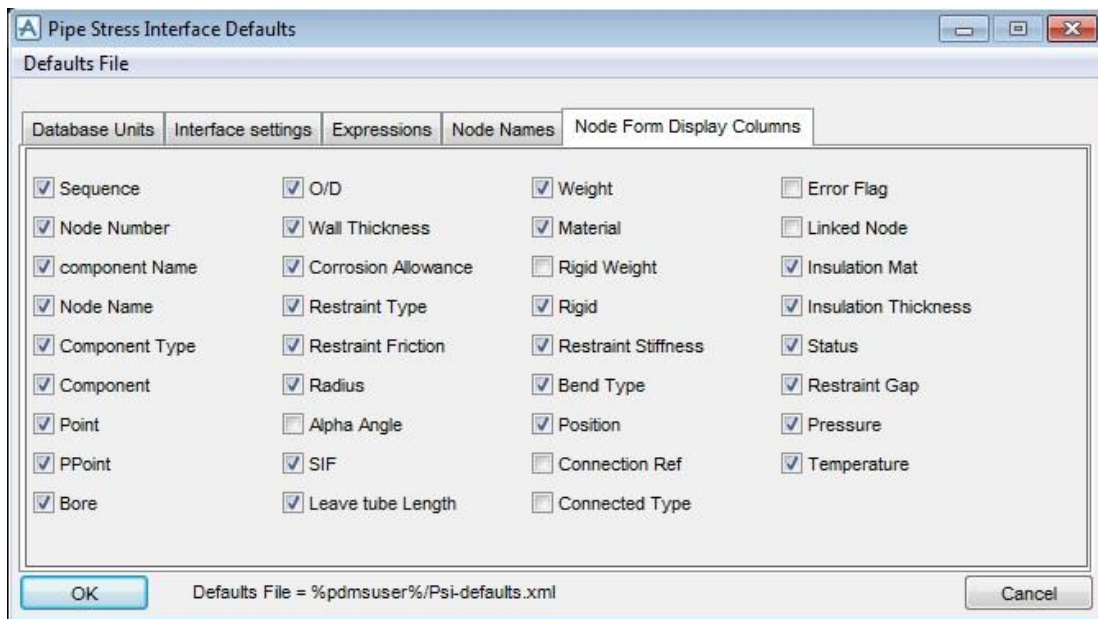 Pipe Stress Interface Defaults
Defaults File
Database Units Interface settings Expressions Node Names Node Form Display Columns
Sequence O/D Weight Error Flag
Node Number Wall Thickness Material Linked Node
component Name Corrosion Allowance Rigid Weight Insulation Mat
Node Name Restraint Type Rigid Insulation Thickness
Component Type Restraint Friction Restraint Stiffness Status
Component Radius Bend Type Restraint Gap
Point Alpha Angle Position Pressure
PPoint SIF Connection Ref Temperature
Bore Leave tube Length Connected Type
OK Defaults File = %pdmsuser%/Psi-defaults.xml Cancel